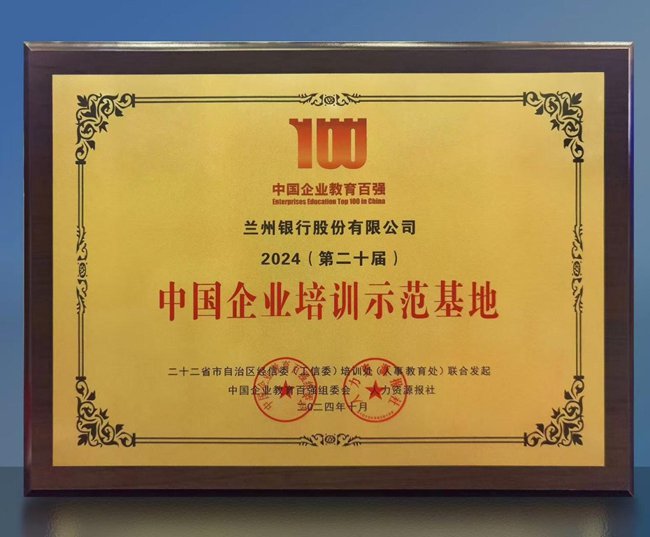 100
中国企业教育百强
Enterprises Education Top 100 in China
兰州银行股份有限公司
2024（第二十届）
中国企业培训示范基地
二十二省市自治区经信委（工信委）培训处（人事教育处）联合发起
中国企业教育百强组委会 人力资源报社
二〇二四年十月